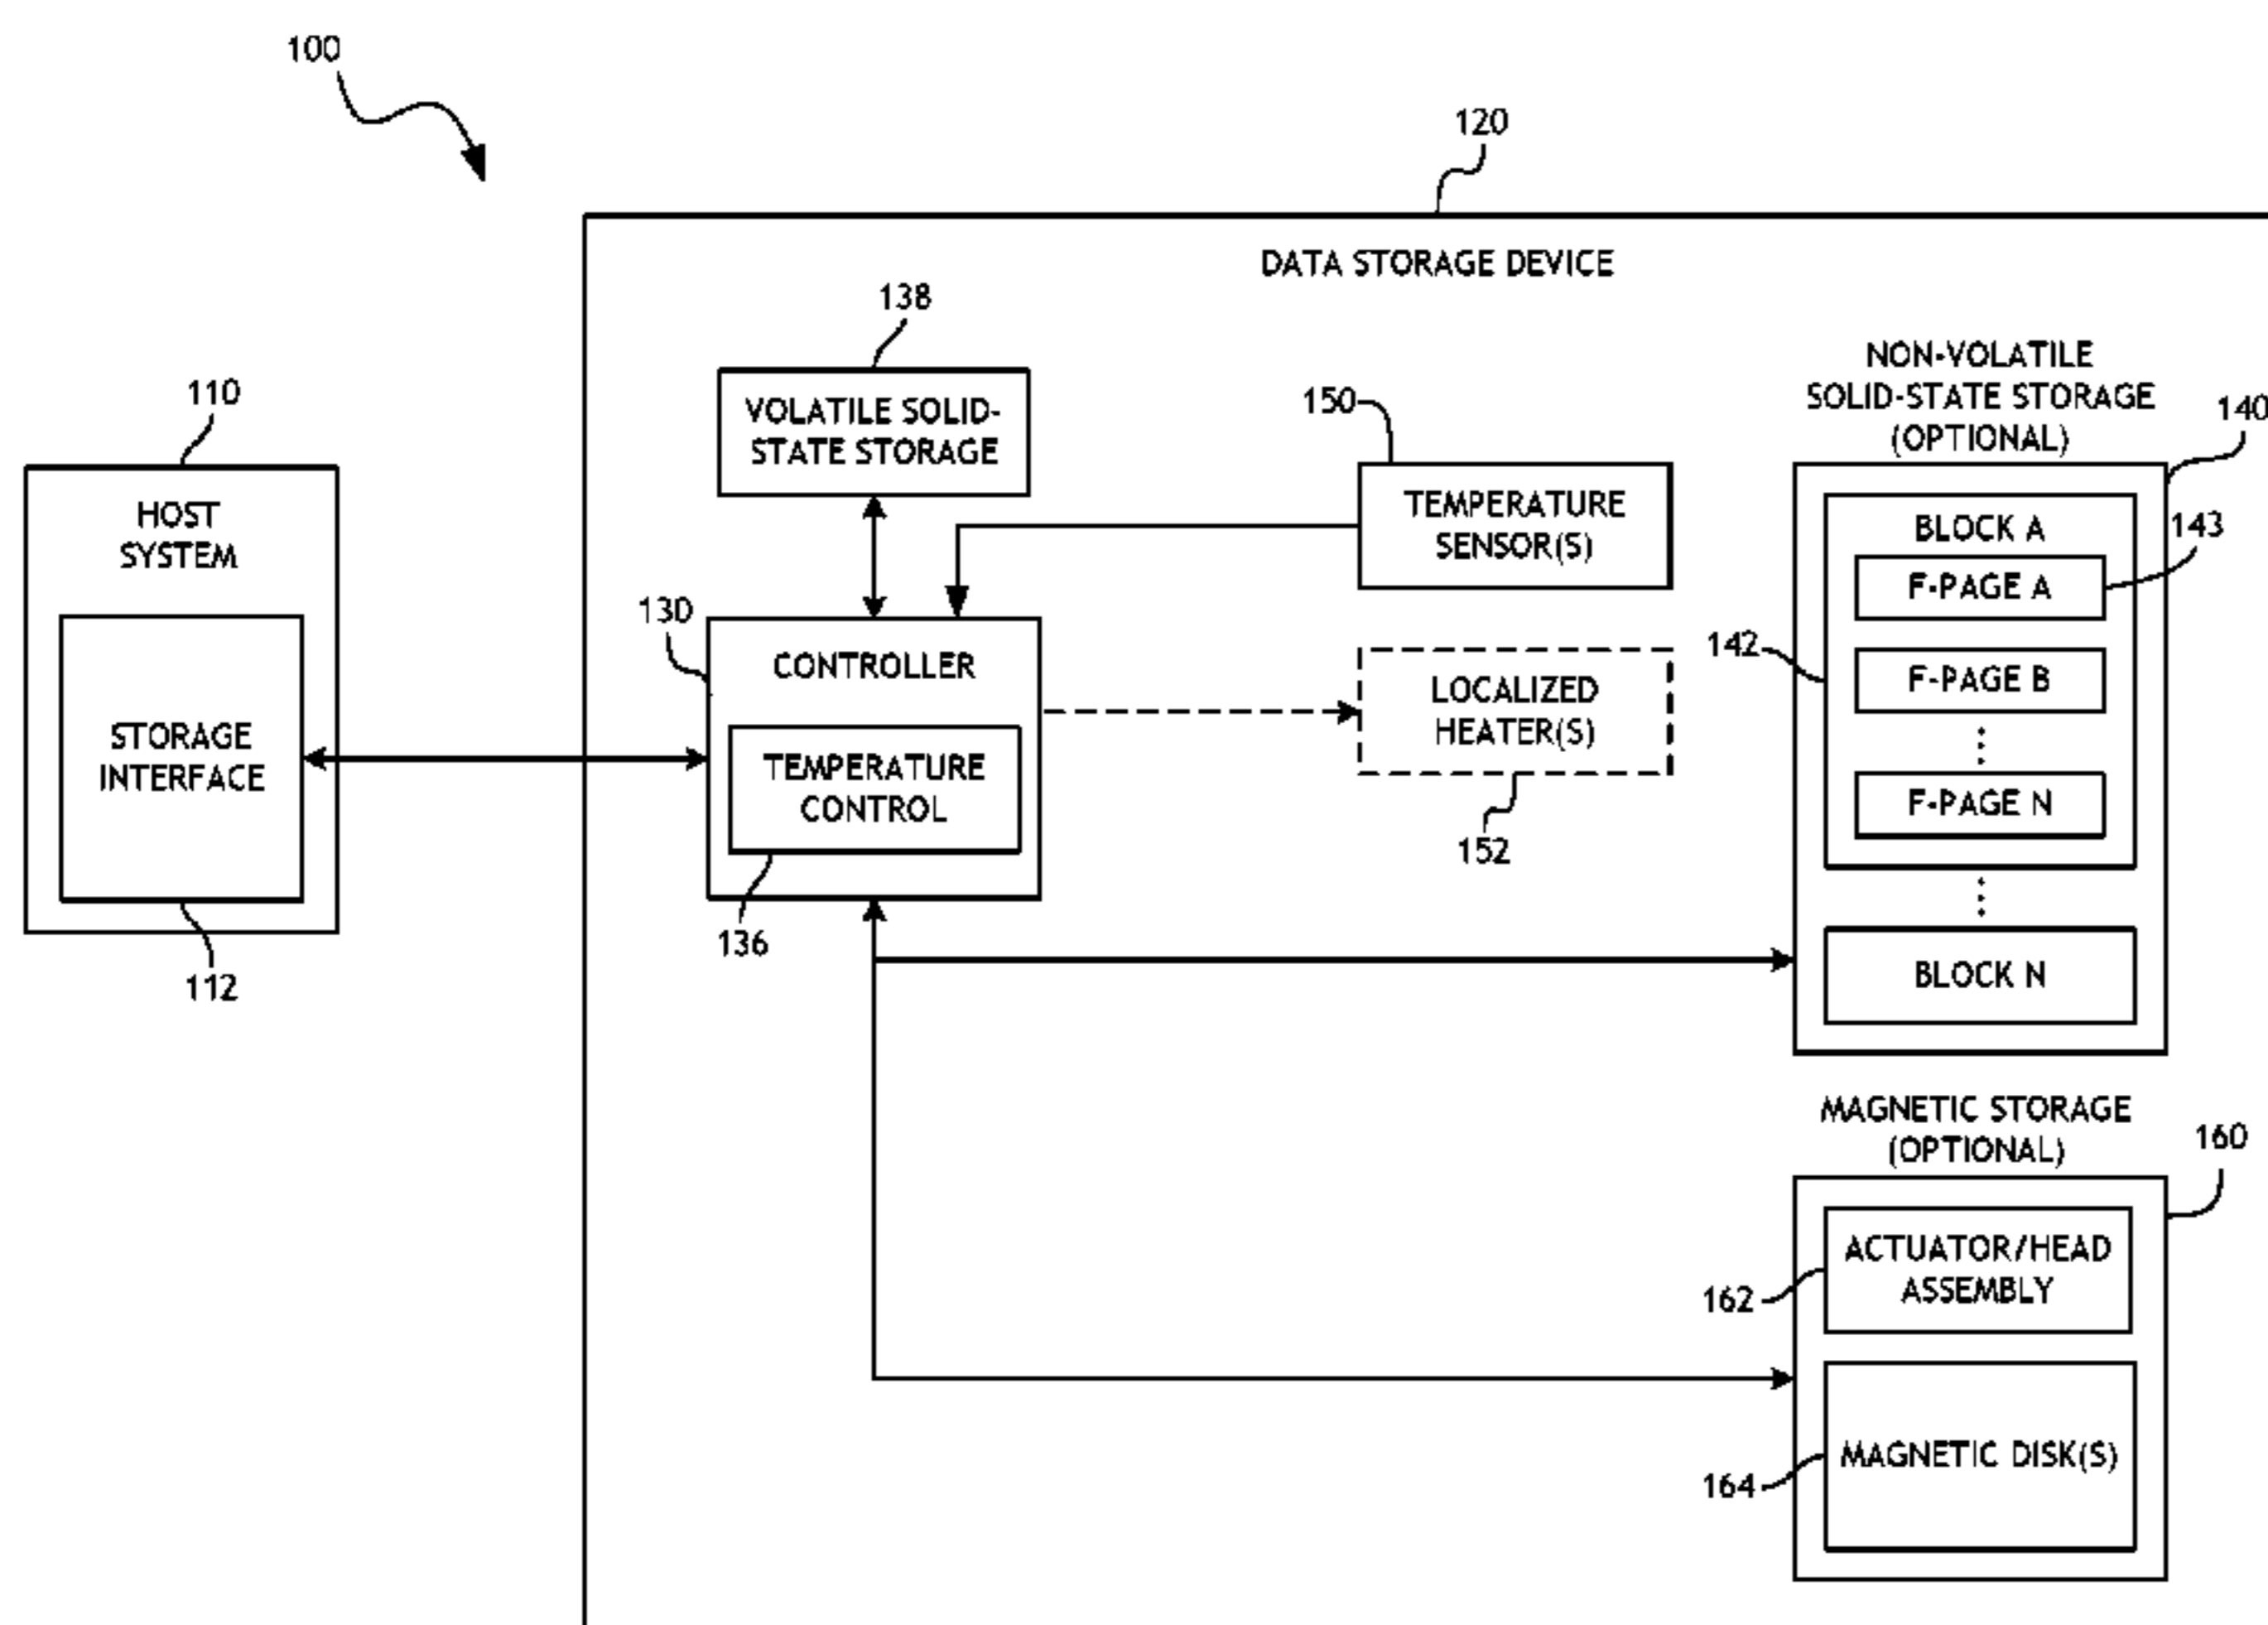 100
120
DATA STORAGE DEVICE
138
VOLATILE SOLID-
STATE STORAGE
150
TEMPERATURE
SENSOR(S)
NON-VOLATILE
SOLID-STATE STORAGE
(OPTIONAL)
140
110
HOST
SYSTEM
STORAGE
INTERFACE
112
130
CONTROLLER
TEMPERATURE
CONTROL
136
LOCALIZED
HEATER(S)
152
BLOCK A
143
F-PAGE A
142
F-PAGE B
F-PAGE N
BLOCK N
MAGNETIC STORAGE
(OPTIONAL)
160
ACTUATOR/HEAD
ASSEMBLY
162
MAGNETIC DISK(S)
164